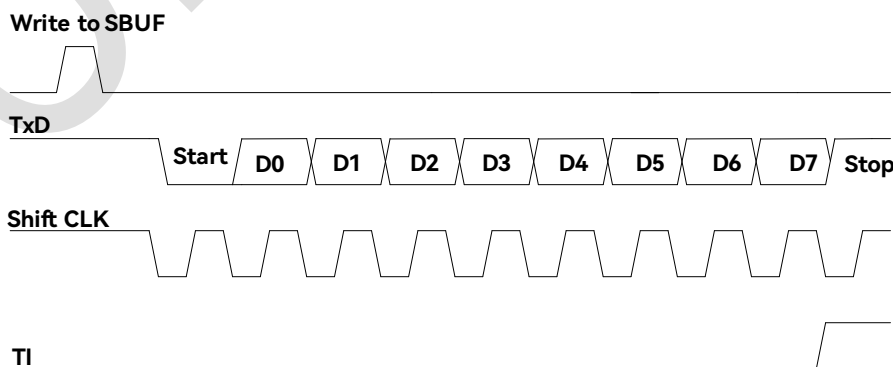 Write to SBUF
TxD
Start D0 D1 D2 D3 D4 D5 D6 D7 Stop
Shift CLK
TI